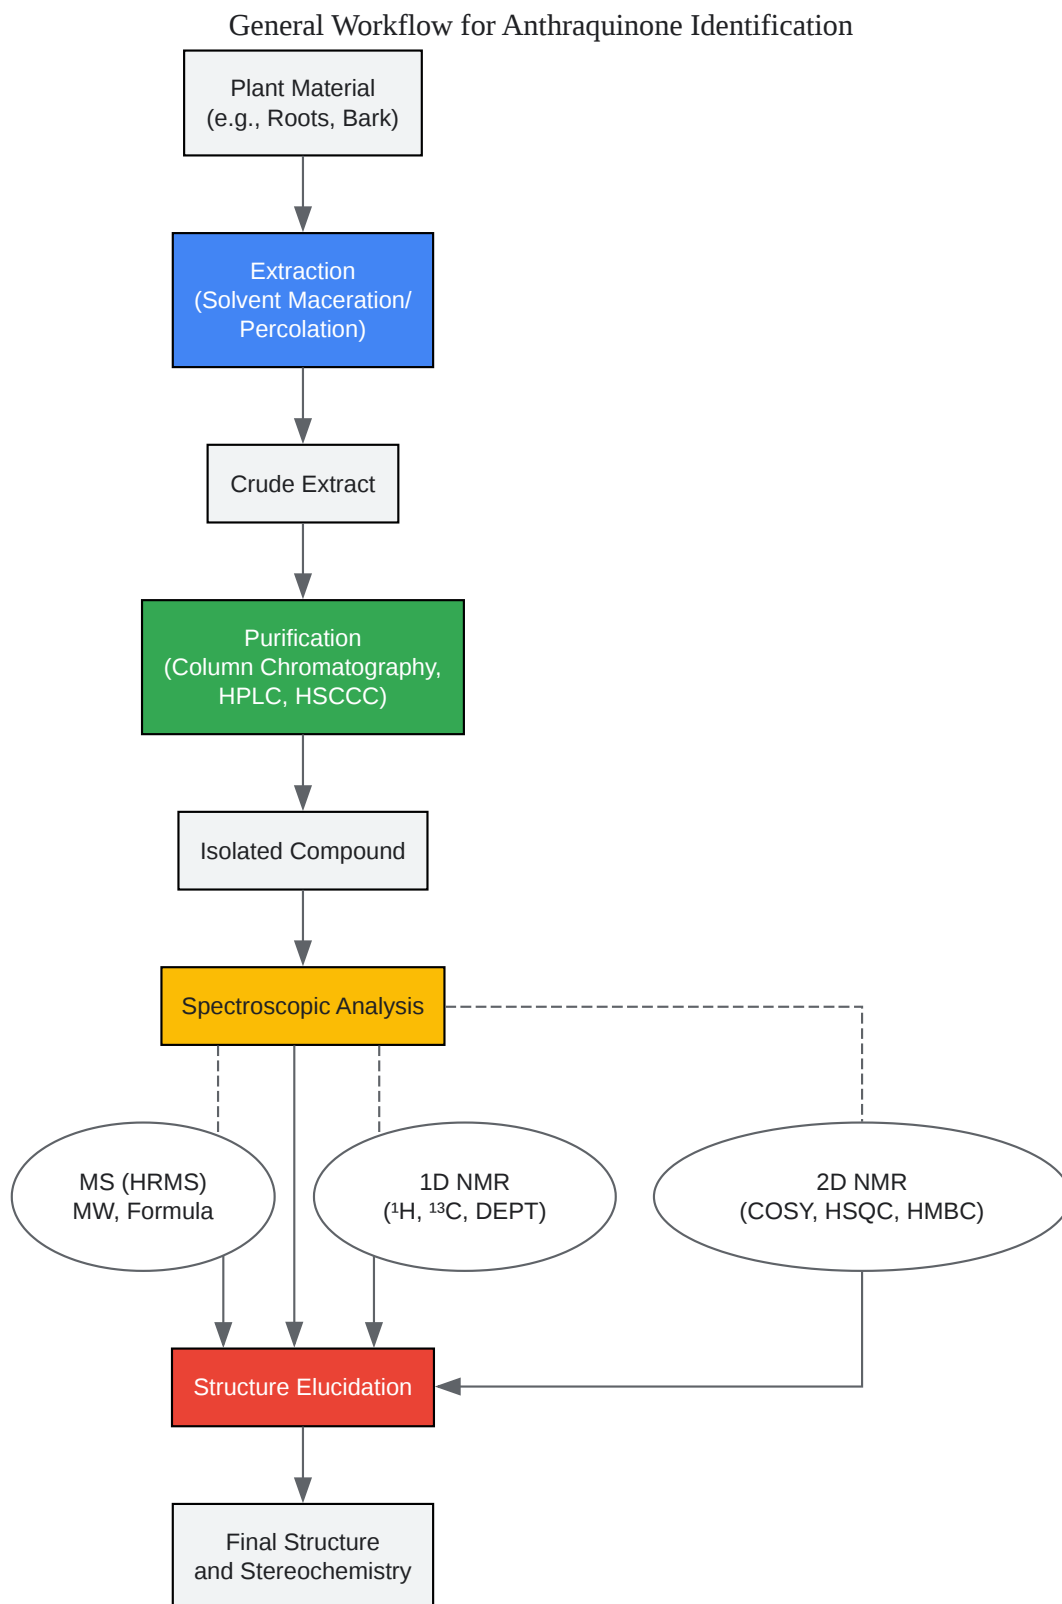 General Workflow for Anthraquinone Identification
Plant Material
(e.g., Roots, Bark)
Extraction
(Solvent Maceration/
Percolation)
Crude Extract
Purification
(Column Chromatography,
HPLC, HSCCC)
Isolated Compound
Spectroscopic Analysis
MS (HRMS)
MW, Formula
1D NMR
(¹H, ¹³C, DEPT)
2D NMR
(COSY, HSQC, HMBC)
Structure Elucidation
Final Structure
and Stereochemistry